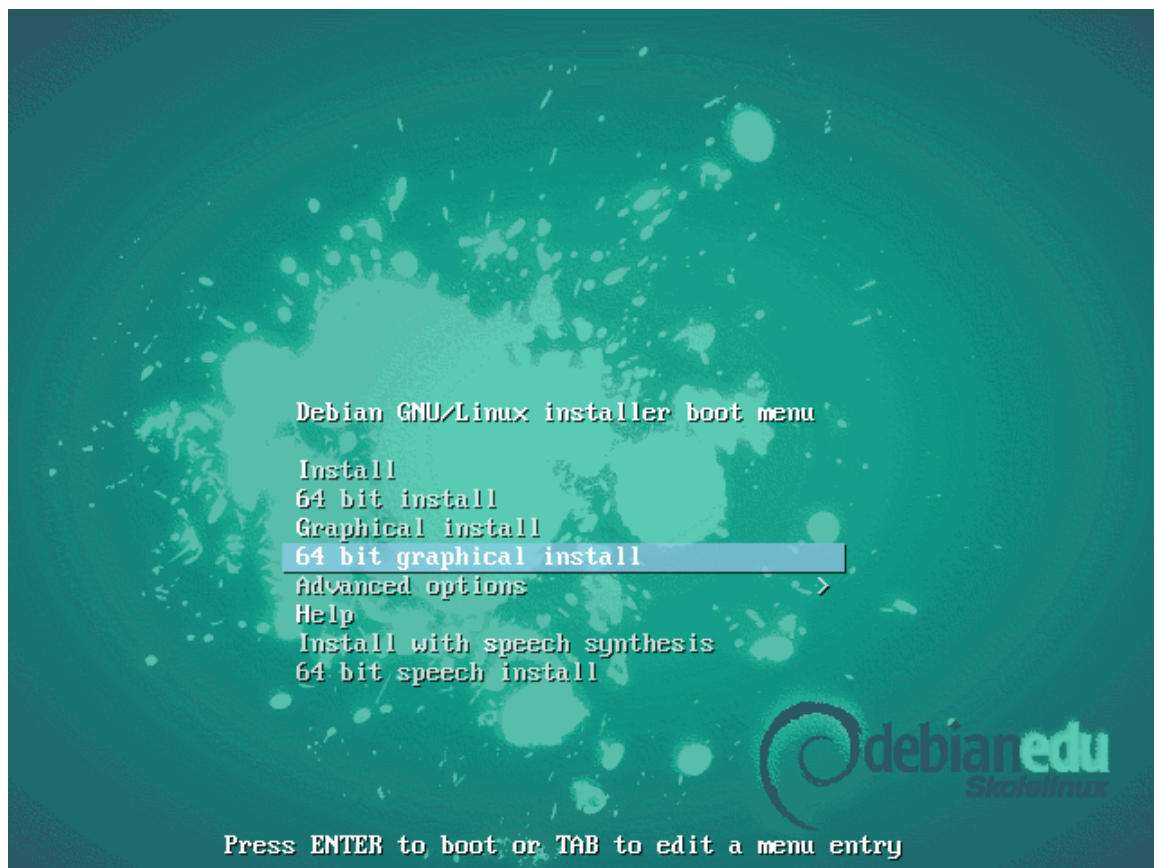 Debian GNU/Linux installer boot menu
Install
64 bit install
Graphical install
64 bit graphical install
Advanced options >
Help
Install with speech synthesis
64 bit speech install
debianedu
Skolelinux
Press ENTER to boot or TAB to edit a menu entry